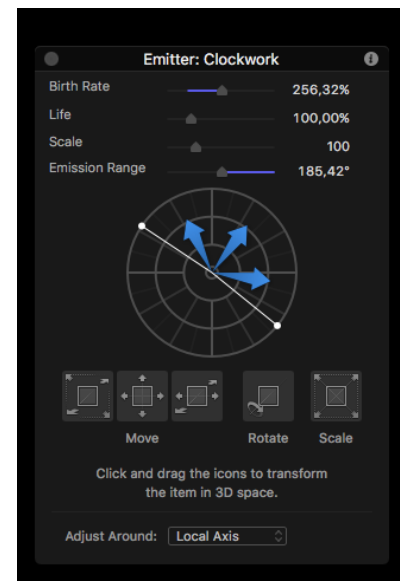 Emitter: Clockwork
Birth Rate 256,32%
Life 100,00%
Scale 100
Emission Range 185,42°
Move Rotate Scale
Click and drag the icons to transform
the item in 3D space.
Adjust Around: Local Axis